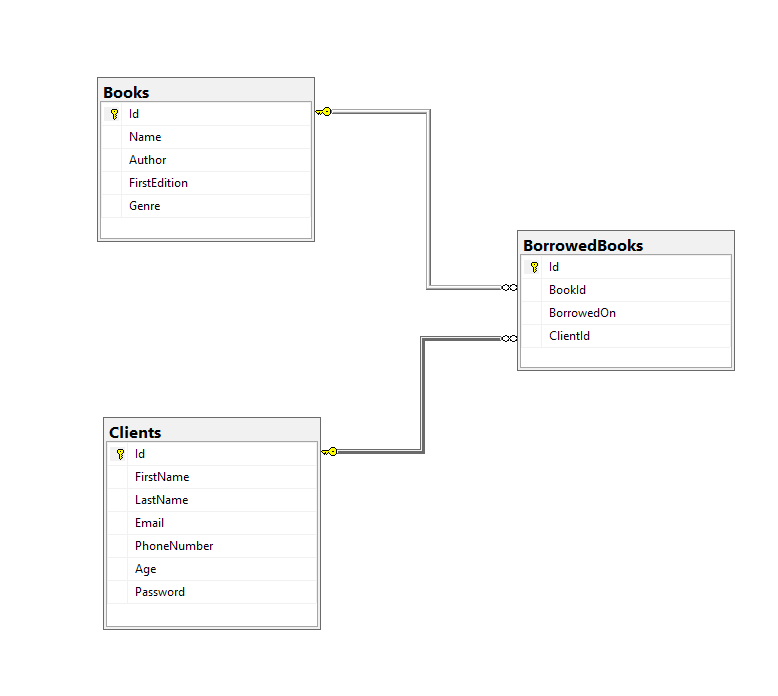 Books
Id
Name
Author
FirstEdition
Genre
BorrowedBooks
Id
BookId
BorrowedOn
ClientId
Clients
Id
FirstName
LastName
Email
PhoneNumber
Age
Password